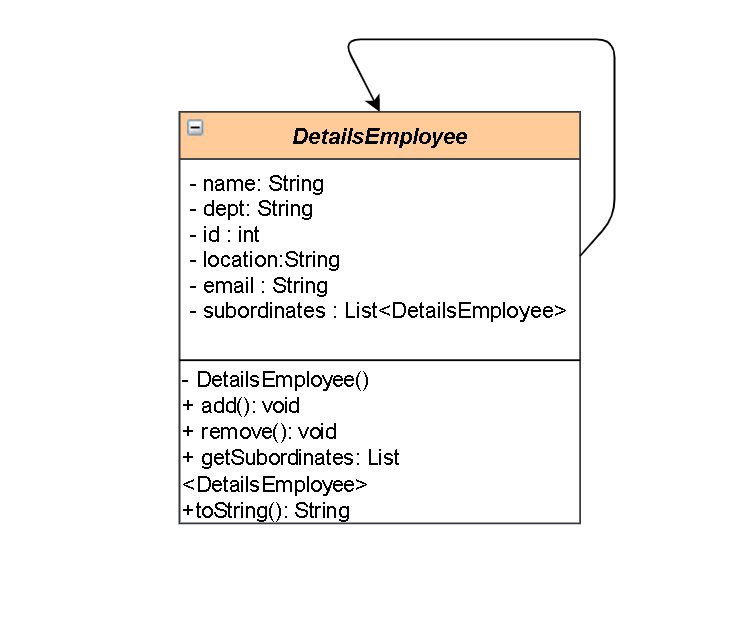 DetailsEmployee
- name: String
- dept: String
- id : int
- location:String
- email : String
- subordinates : List<DetailsEmployee>
- DetailsEmployee()
+ add(): void
+ remove(): void
+ getSubordinates: List
<DetailsEmployee>
+toString(): String